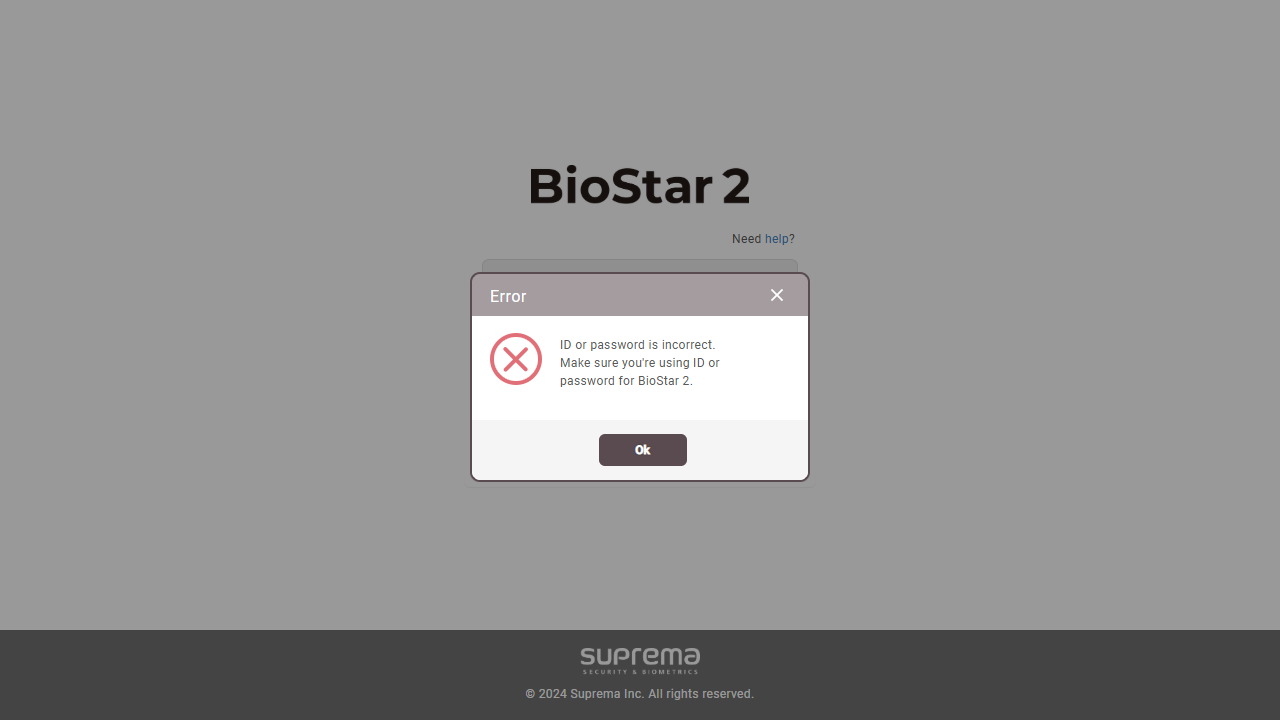 BioStar 2
Need help?
Error
ID or password is incorrect.
Make sure you're using ID or
password for BioStar 2.
Ok
suprema
SECURITY & BIOMETRICS
© 2024 Suprema Inc. All rights reserved.